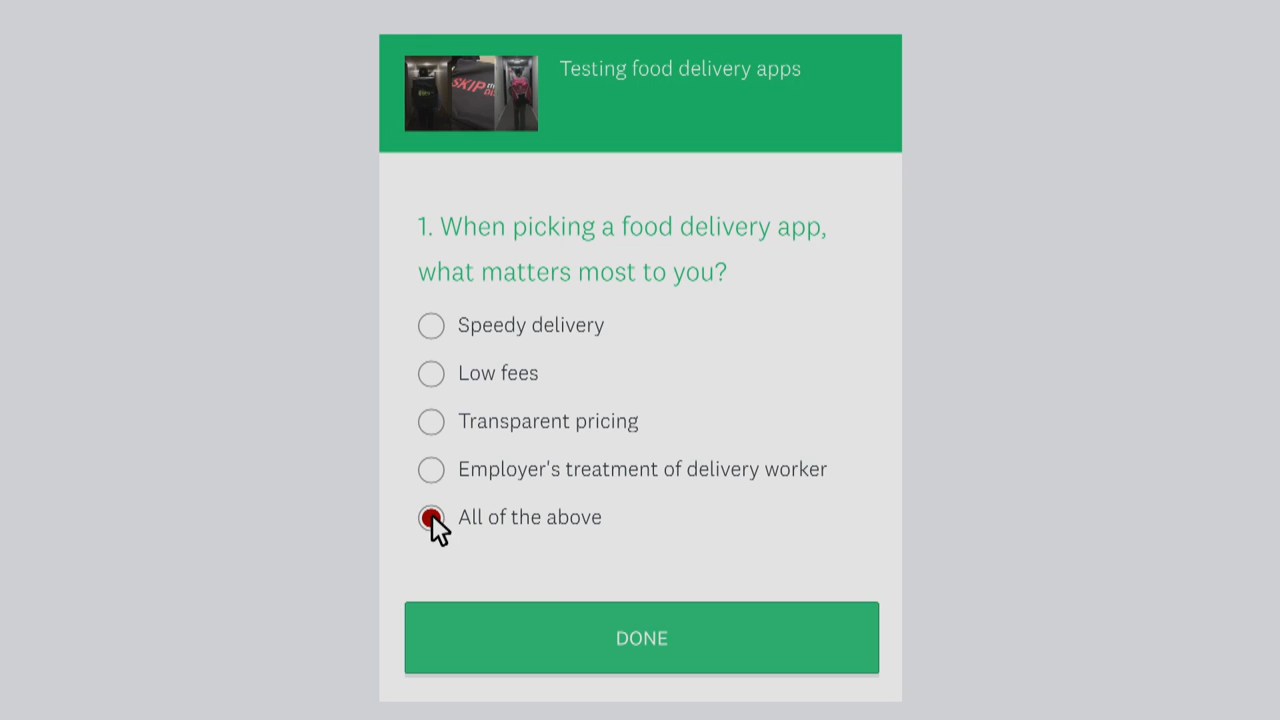 SKIP
Testing food delivery apps
1. When picking a food delivery app,
what matters most to you?
Speedy delivery
Low fees
Transparent pricing
Employer's treatment of delivery worker
All of the above
DONE